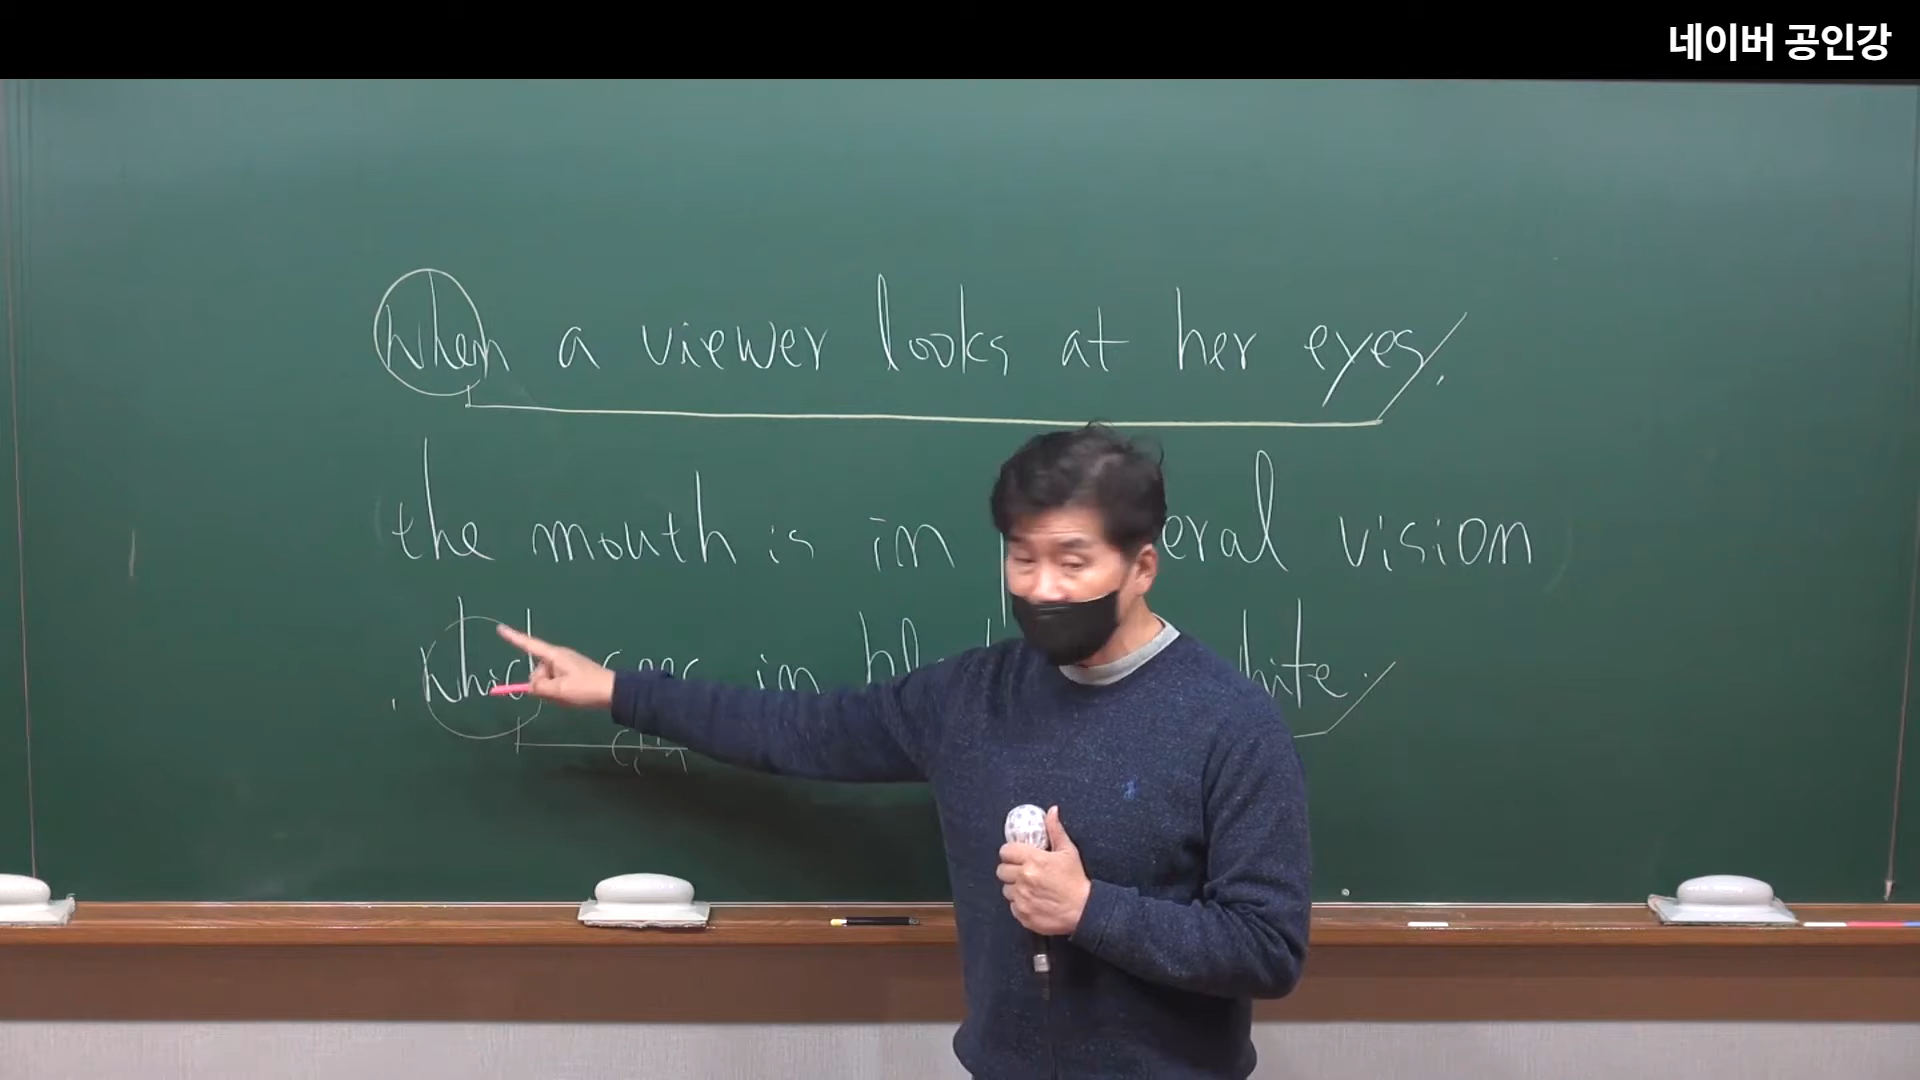 네이버 공인강
When a viewer looks at her eyes,
the mouth is in eral vision
, which in hite.